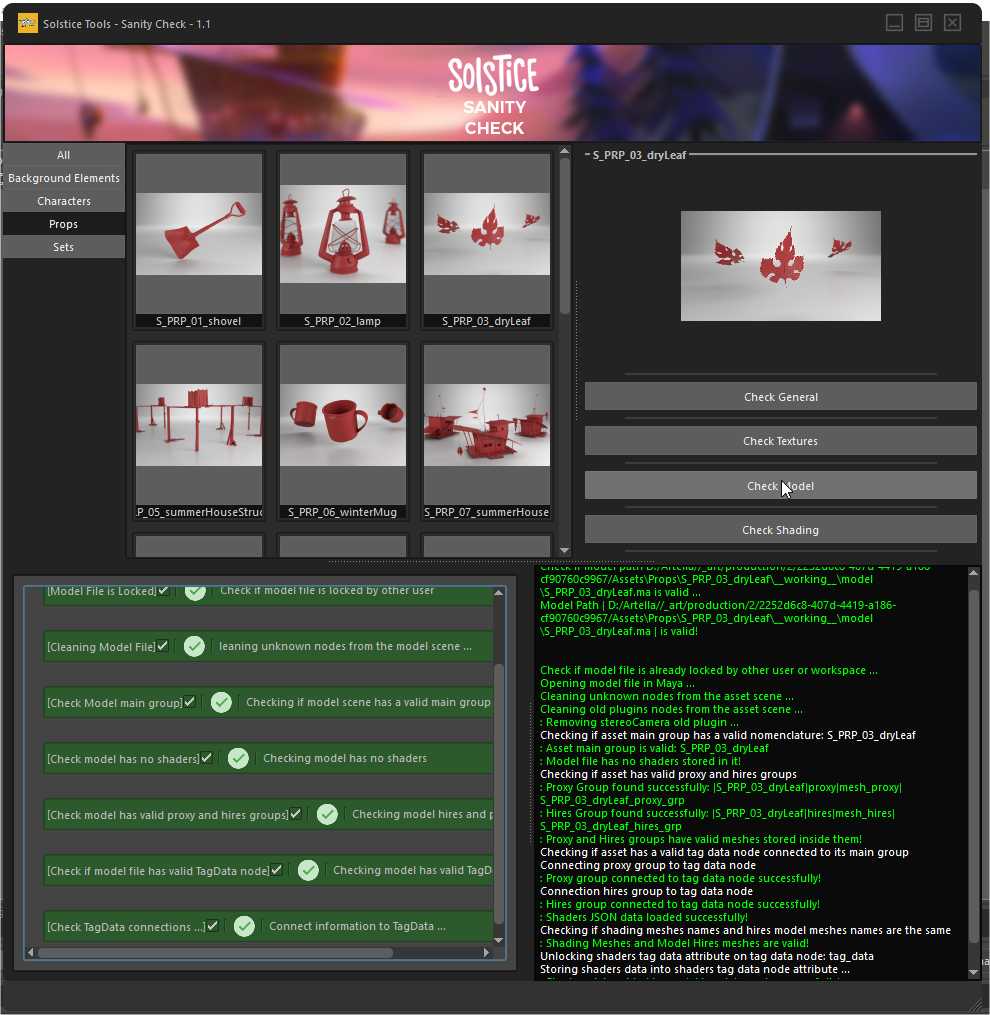 Solstice Tools - Sanity Check - 1.1
SOlSTiCE
SANITY
CHECK
All
Background Elements
Characters
Props
Sets
S_PRP_01_shovel
S_PRP_02_lamp
S_PRP_03_dryLeaf
.P_05_summerHouseStruc
S_PRP_06_winterMug
S_PRP_07_summerHouse
S_PRP_03_dryLeaf
Check General
Check Textures
Check Model
Check Shading
[Model File is Locked] Check if model file is locked by other user
[Cleaning Model File] leaning unknown nodes from the model scene ...
[Check Model main group] Checking if model scene has a valid main group
[Check model has no shaders] Checking model has no shaders
[Check model has valid proxy and hires groups] Checking model hires and p
[Check if model file has valid TagData node] Checking model has valid TagD
[Check TagData connections ...] Connect information to TagData ...
Check if model path D:/Artella//_art/production/2/2252d6c8-407d-4419-a186-
cf90760c9967/Assets\Props\S_PRP_03_dryLeaf\__working__\model
\S_PRP_03_dryLeaf.ma is valid ...
Model Path | D:/Artella//_art/production/2/2252d6c8-407d-4419-a186-
cf90760c9967/Assets\Props\S_PRP_03_dryLeaf\__working__\model
\S_PRP_03_dryLeaf.ma | is valid!
Check if model file is already locked by other user or workspace ...
Opening model file in Maya ...
Cleaning unknown nodes from the asset scene ...
Cleaning old plugins nodes from the asset scene ...
: Removing stereoCamera old plugin ...
Checking if asset main group has a valid nomenclature: S_PRP_03_dryLeaf
: Asset main group is valid: S_PRP_03_dryLeaf
: Model file has no shaders stored in it!
Checking if asset has valid proxy and hires groups
: Proxy Group found successfully: |S_PRP_03_dryLeaf|proxy|mesh_proxy|
S_PRP_03_dryLeaf_proxy_grp
: Hires Group found successfully: |S_PRP_03_dryLeaf|hires|mesh_hires|
S_PRP_03_dryLeaf_hires_grp
: Proxy and Hires groups have valid meshes stored inside them!
Checking if asset has a valid tag data node connected to its main group
Connecting proxy group to tag data node
: Proxy group connected to tag data node successfully!
Connection hires group to tag data node
: Hires group connected to tag data node successfully!
: Shaders JSON data loaded successfully!
Checking if shading meshes names and hires model meshes names are the same
: Shading Meshes and Model Hires meshes are valid!
Unlocking shaders tag data attribute on tag data node: tag_data
Storing shaders data into shaders tag data node attribute ...